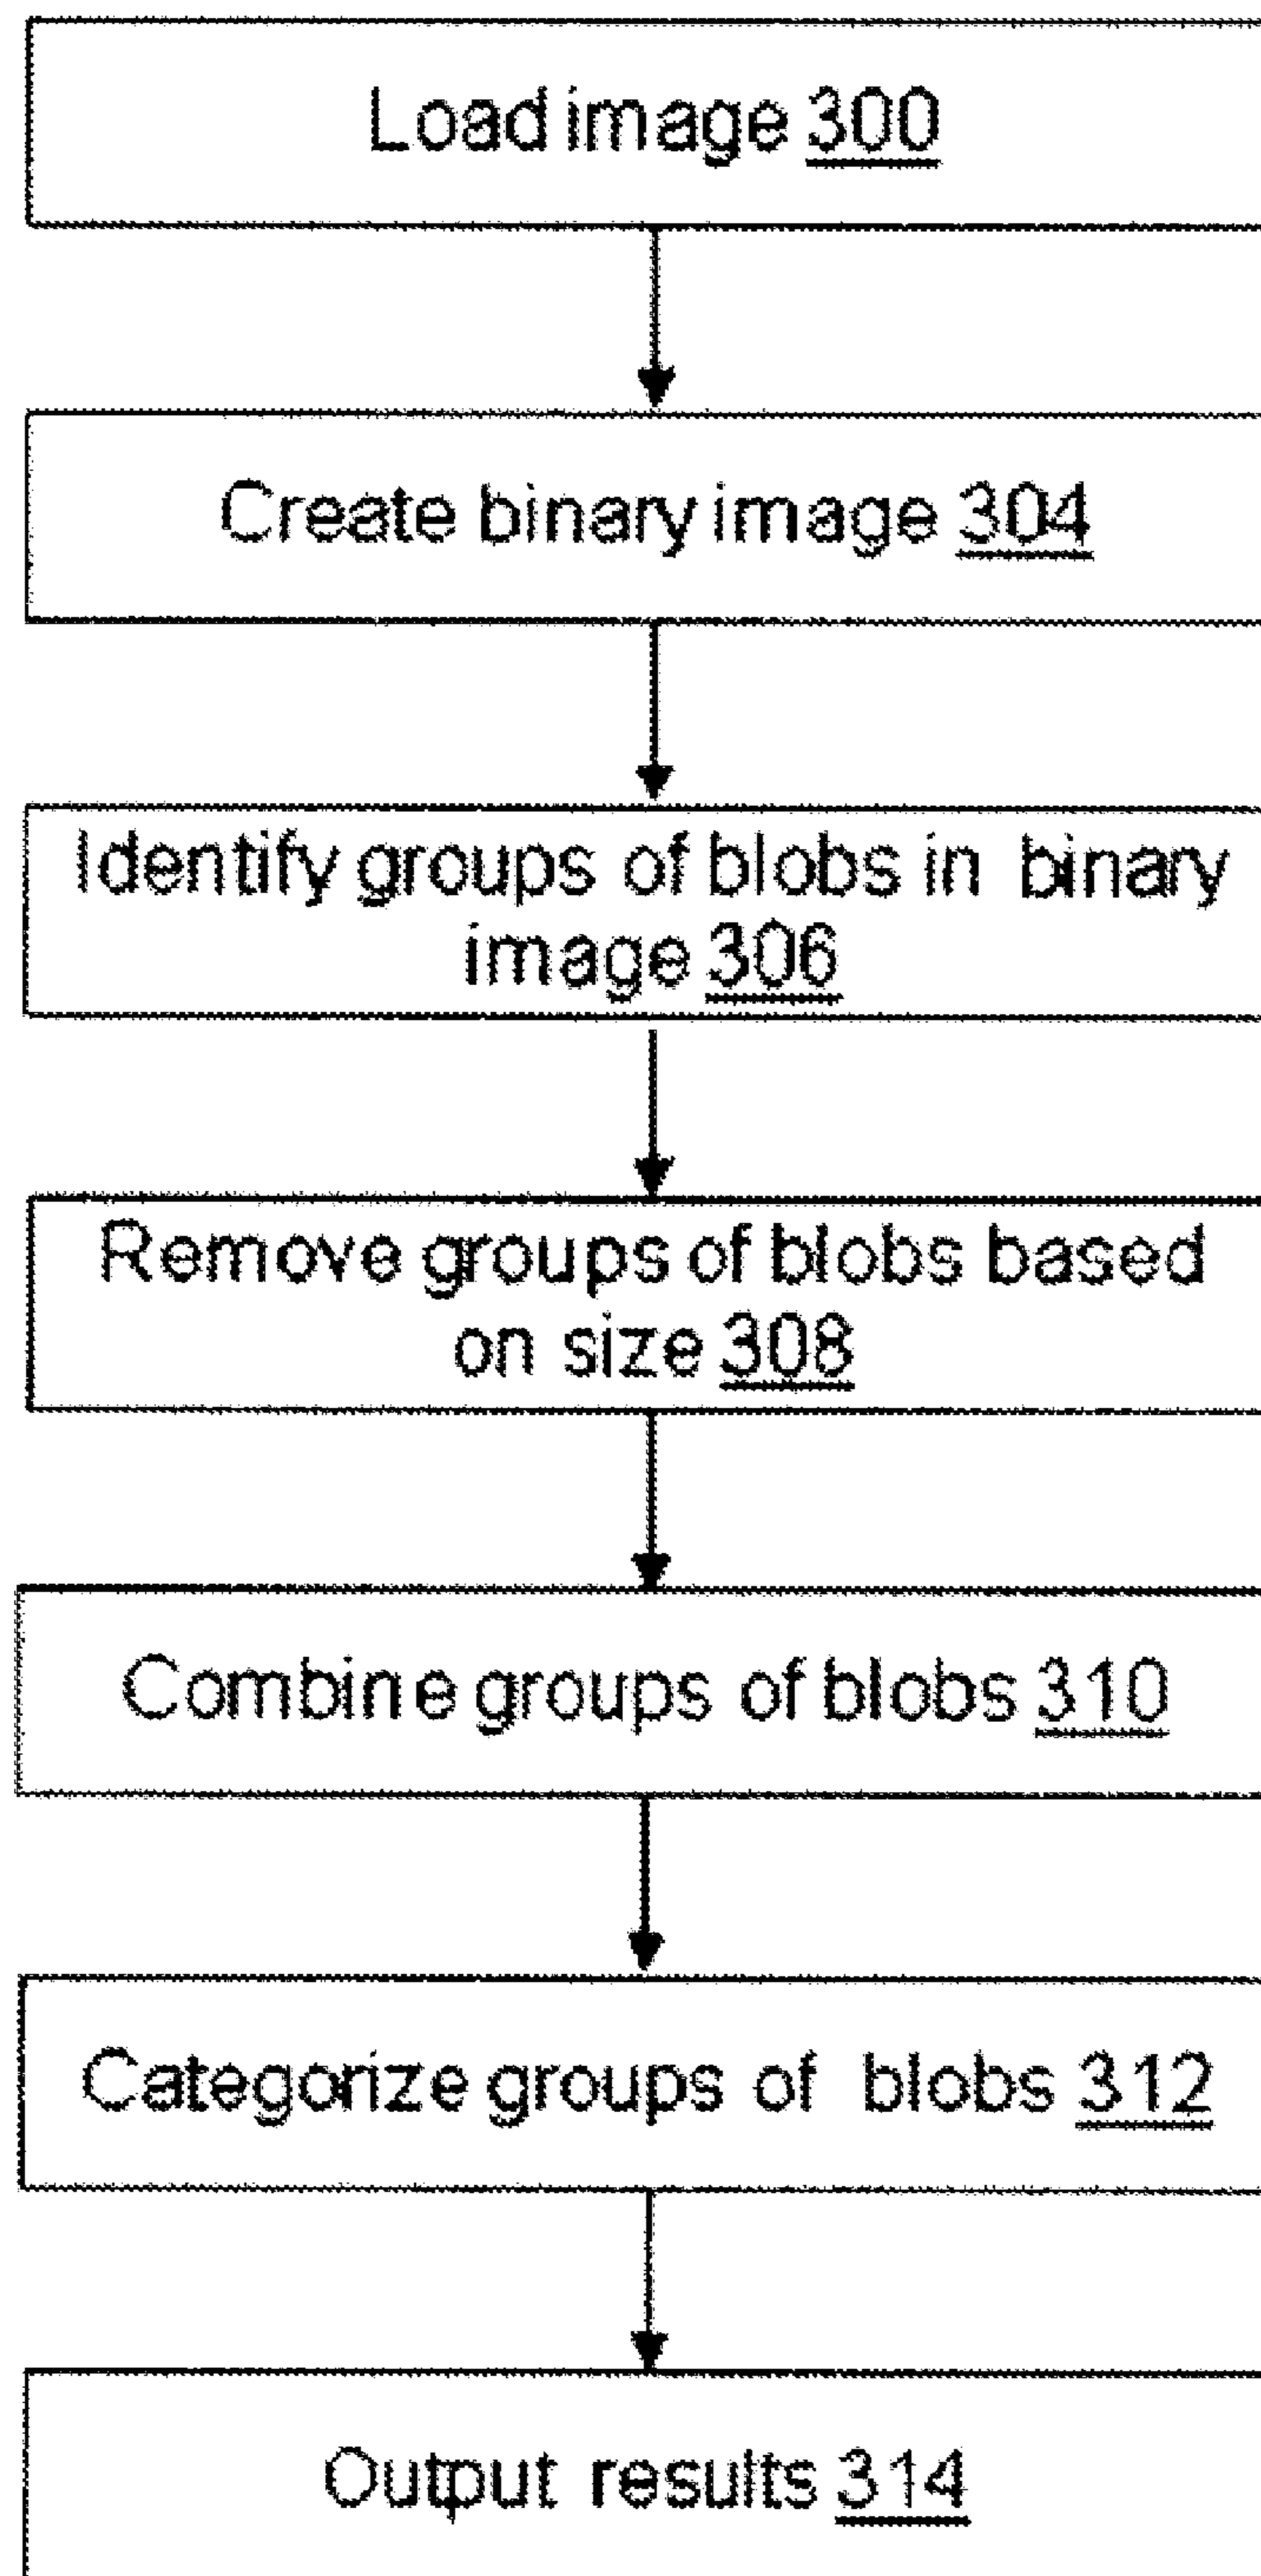 Load image 300
Create binary image 304
Identify groups of blobs in binary
image 306
Remove groups of blobs based
on size 308
Combine groups of blobs 310
Categorize groups of blobs 312
Output results 314